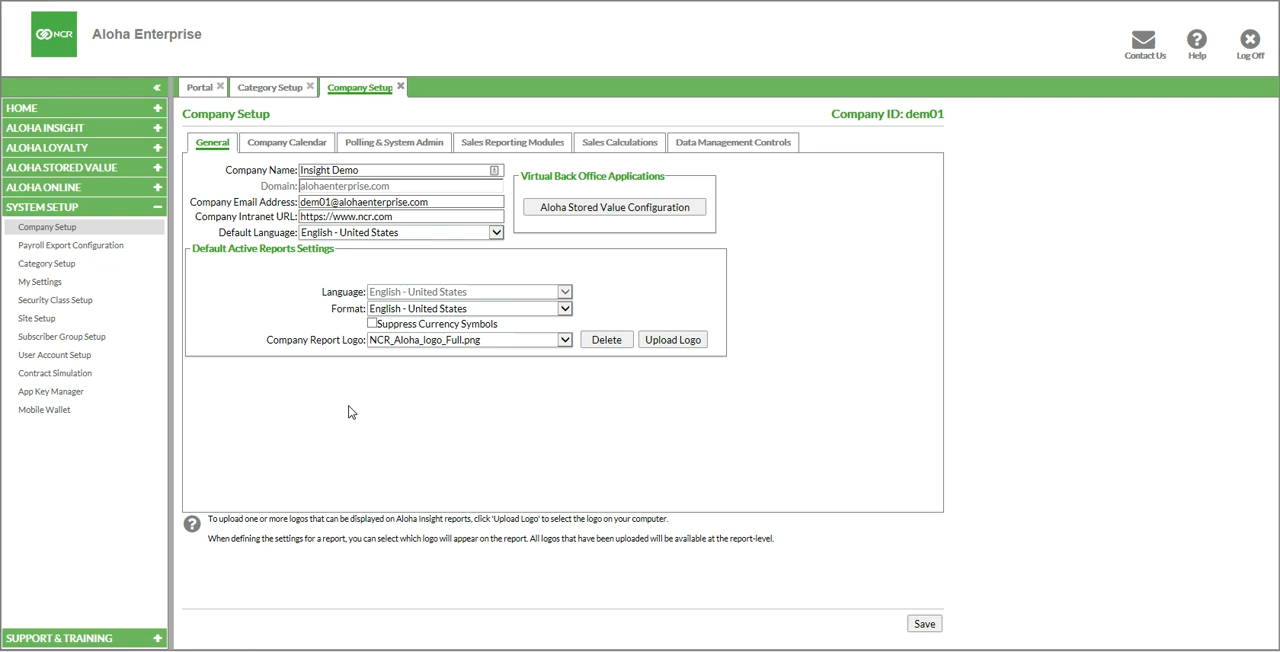 NCR
Aloha Enterprise
Contact Us
Help
Log Off
«
Portal
Category Setup
Company Setup
HOME +
ALOHA INSIGHT +
ALOHA LOYALTY +
ALOHA STORED VALUE +
ALOHA ONLINE +
SYSTEM SETUP −
Company Setup
Payroll Export Configuration
Category Setup
My Settings
Security Class Setup
Site Setup
Subscriber Group Setup
User Account Setup
Contract Simulation
App Key Manager
Mobile Wallet
SUPPORT & TRAINING +
Company Setup
Company ID: dem01
General
Company Calendar
Polling & System Admin
Sales Reporting Modules
Sales Calculations
Data Management Controls
Company Name: Insight Demo
Domain: alohaenterprise.com
Company Email Address: dem01@alohaenterprise.com
Company Intranet URL: https://www.ncr.com
Default Language: English - United States
Virtual Back Office Applications
Aloha Stored Value Configuration
Default Active Reports Settings
Language: English - United States
Format: English - United States
Suppress Currency Symbols
Company Report Logo: NCR_Aloha_logo_Full.png
Delete
Upload Logo
To upload one or more logos that can be displayed on Aloha Insight reports, click 'Upload Logo' to select the logo on your computer.
When defining the settings for a report, you can select which logo will appear on the report. All logos that have been uploaded will be available at the report-level.
Save